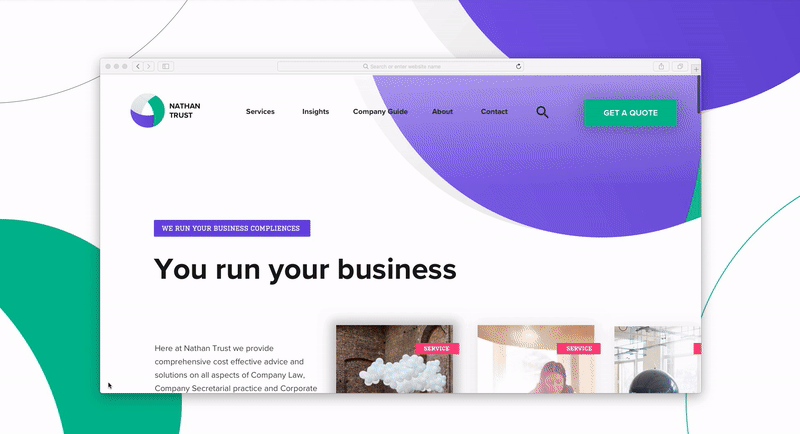 Search or enter website name
NATHAN
TRUST
Services
Insights
Company Guide
About
Contact
GET A QUOTE
WE RUN YOUR BUSINESS COMPLIENCES
You run your business
Here at Nathan Trust we provide
comprehensive cost effective advice and
solutions on all aspects of Company Law,
Company Secretarial practice and Corporate
SERVICE
SERVICE